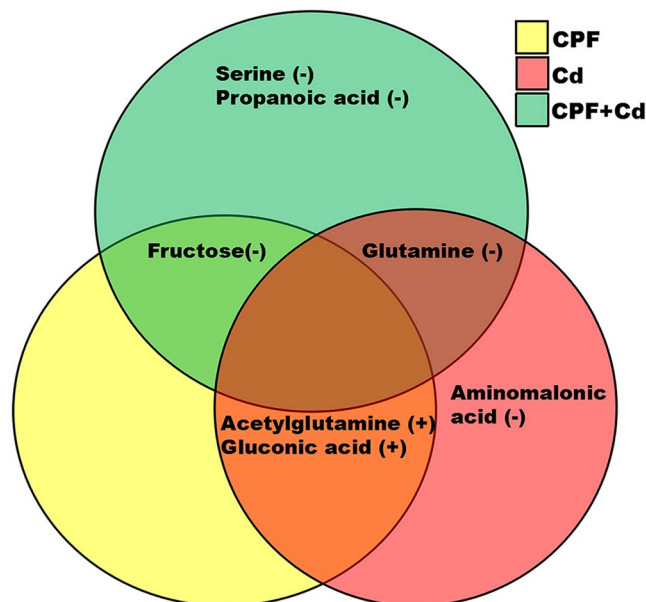 CPF
Cd
CPF+Cd
Serine (-)
Propanoic acid (-)
Fructose(-)
Glutamine (-)
Aminomalonic
acid (-)
Acetylglutamine (+)
Gluconic acid (+)